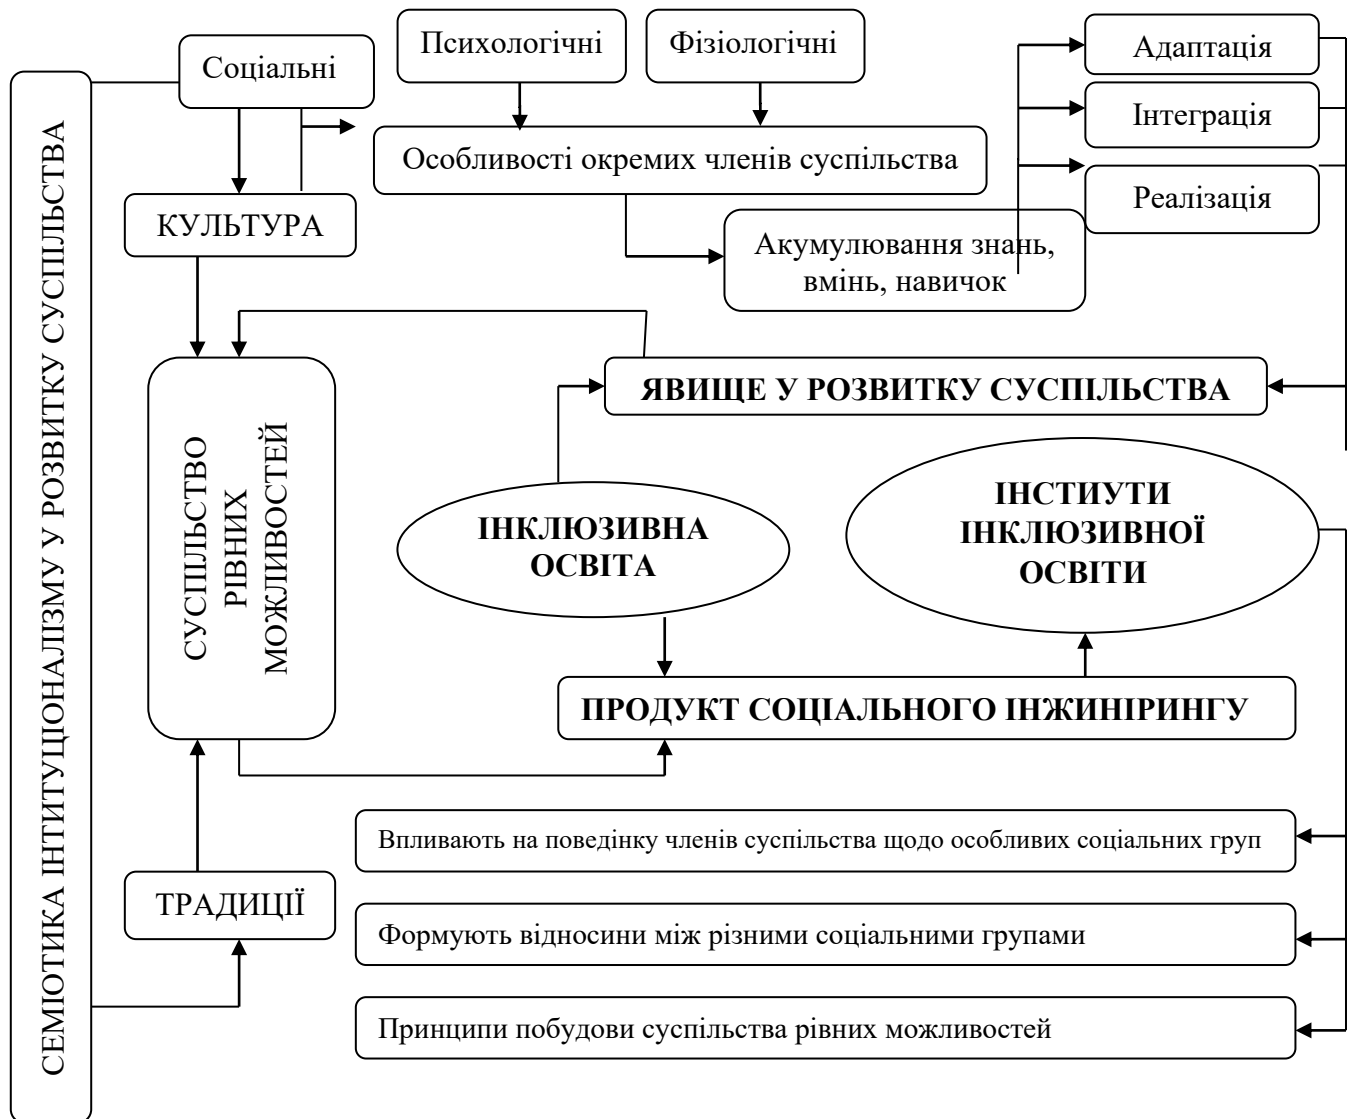 СЕМІОТИКА ІНТИТУЦІОНАЛІЗМУ У РОЗВИТКУ СУСПІЛЬСТВА
Соціальні
Психологічні
Фізіологічні
Адаптація
Інтеграція
Реалізація
Особливості окремих членів суспільства
КУЛЬТУРА
Акумулювання знань,
вмінь, навичок
ЯВИЩЕ У РОЗВИТКУ СУСПІЛЬСТВА
СУСПІЛЬСТВО
РІВНИХ
МОЖЛИВОСТЕЙ
ІНКЛЮЗИВНА
ОСВІТА
ІНСТИУТИ
ІНКЛЮЗИВНОЇ
ОСВІТИ
ПРОДУКТ СОЦІАЛЬНОГО ІНЖИНІРИНГУ
Впливають на поведінку членів суспільства щодо особливих соціальних груп
ТРАДИЦІЇ
Формують відносини між різними соціальними групами
Принципи побудови суспільства рівних можливостей